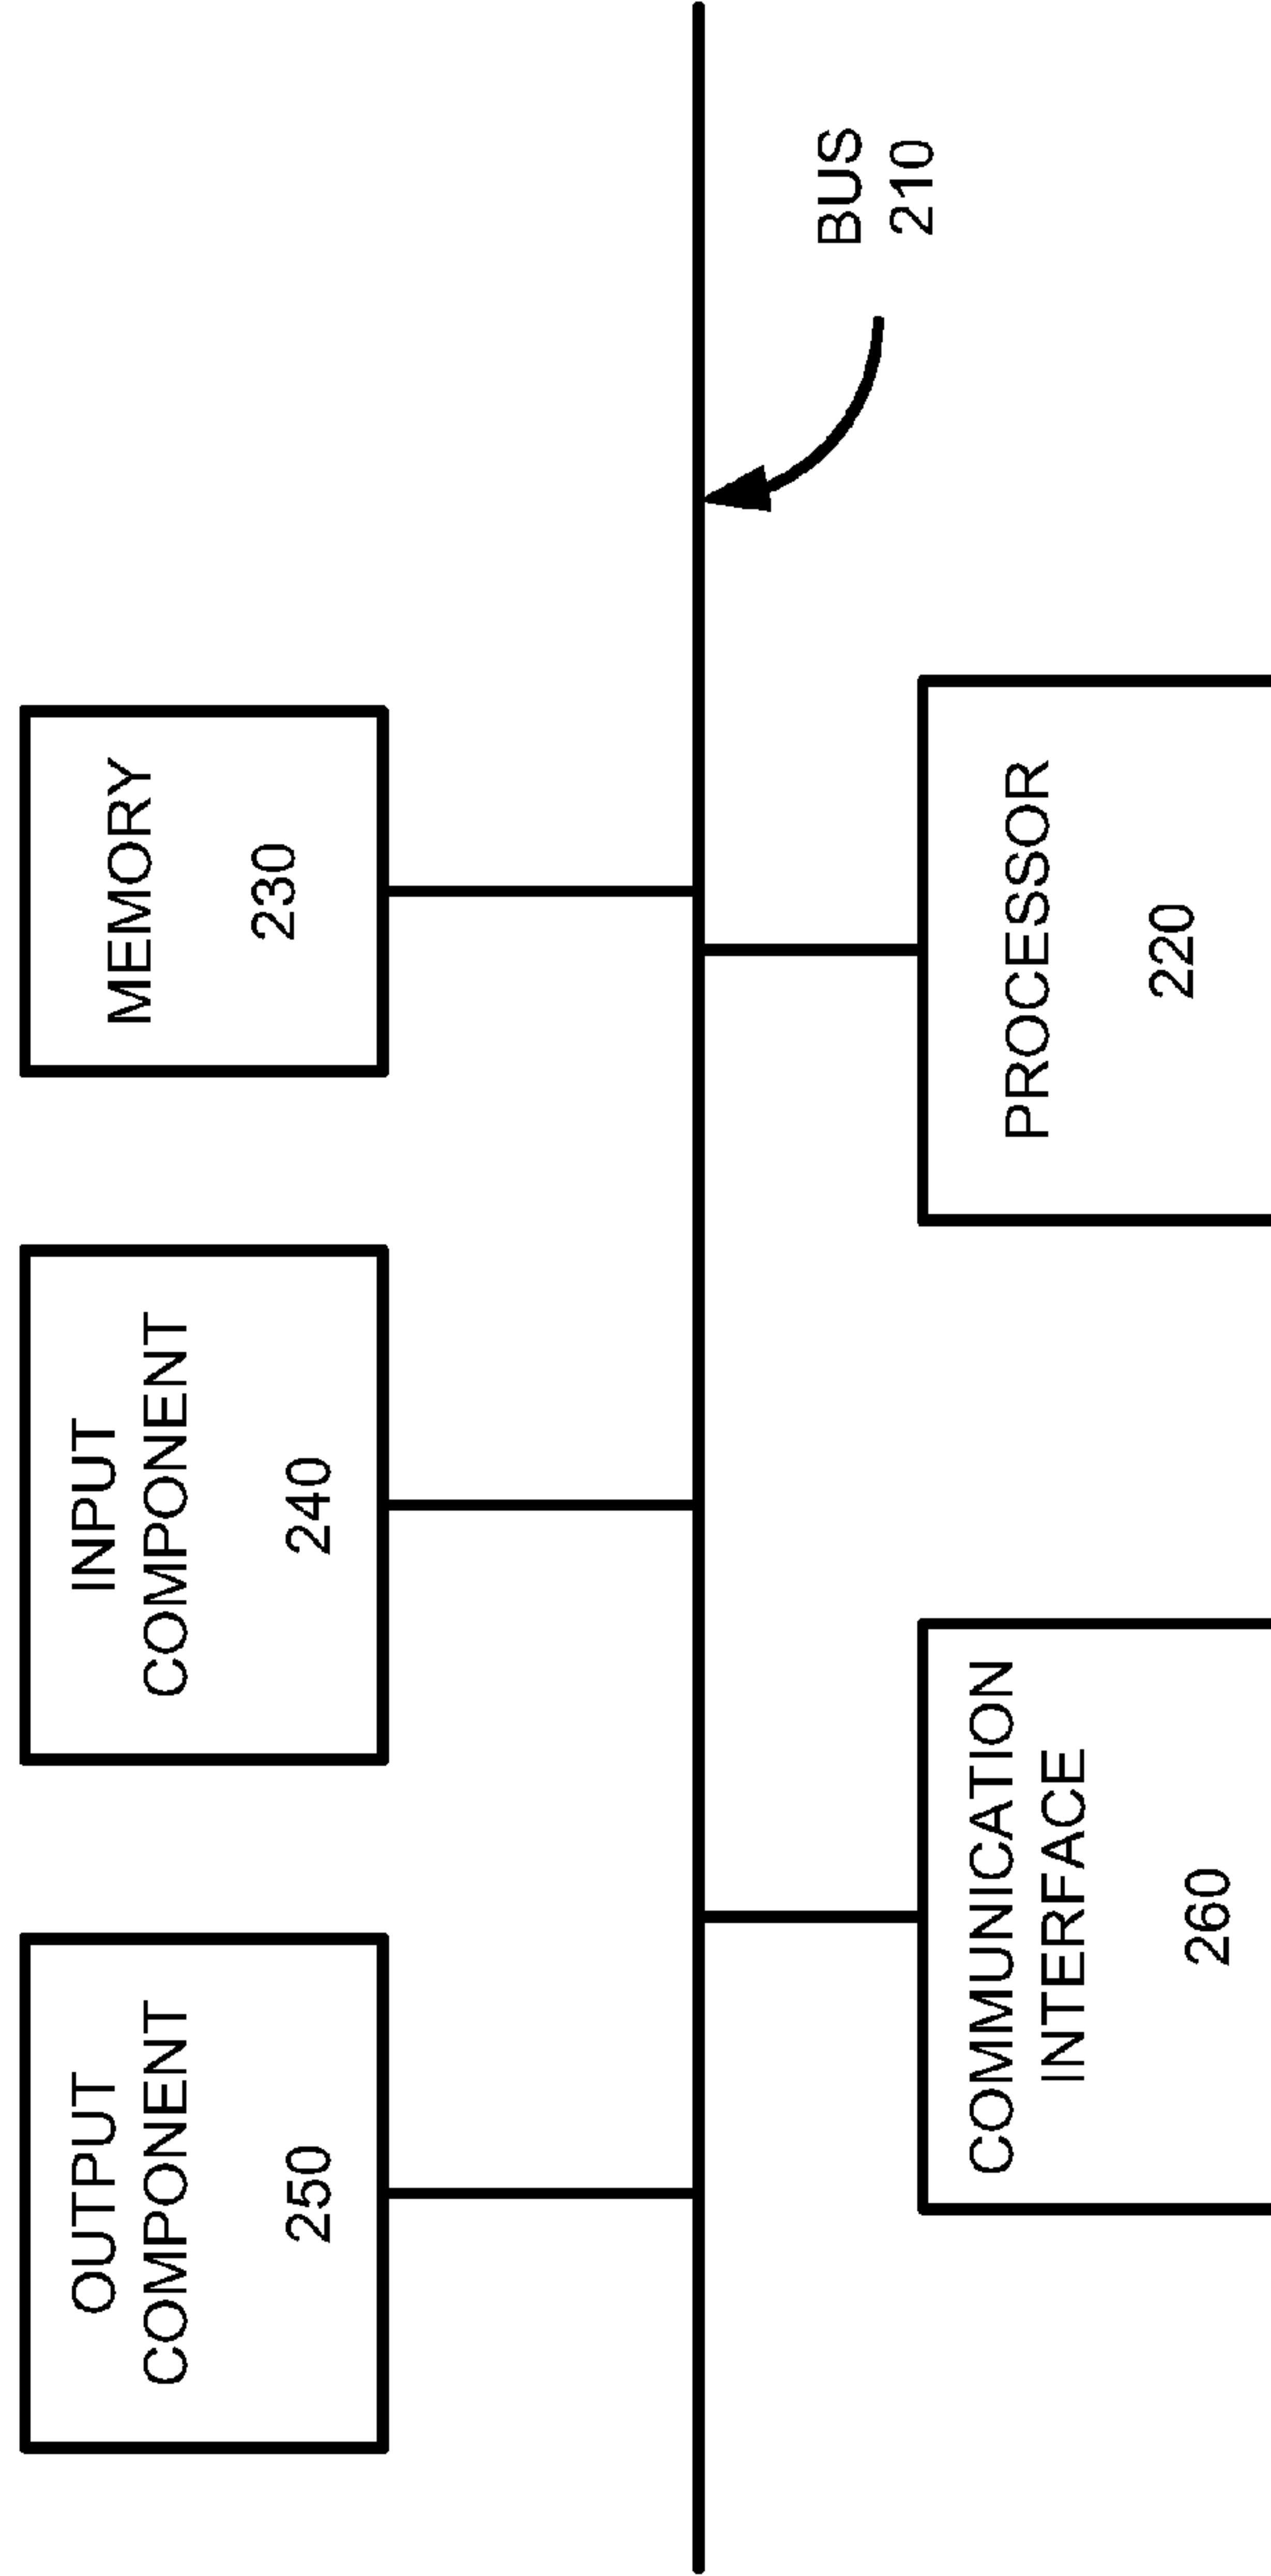 OUTPUT
COMPONENT
250
INPUT
COMPONENT
240
MEMORY
230
BUS
210
COMMUNICATION
INTERFACE
260
PROCESSOR
220